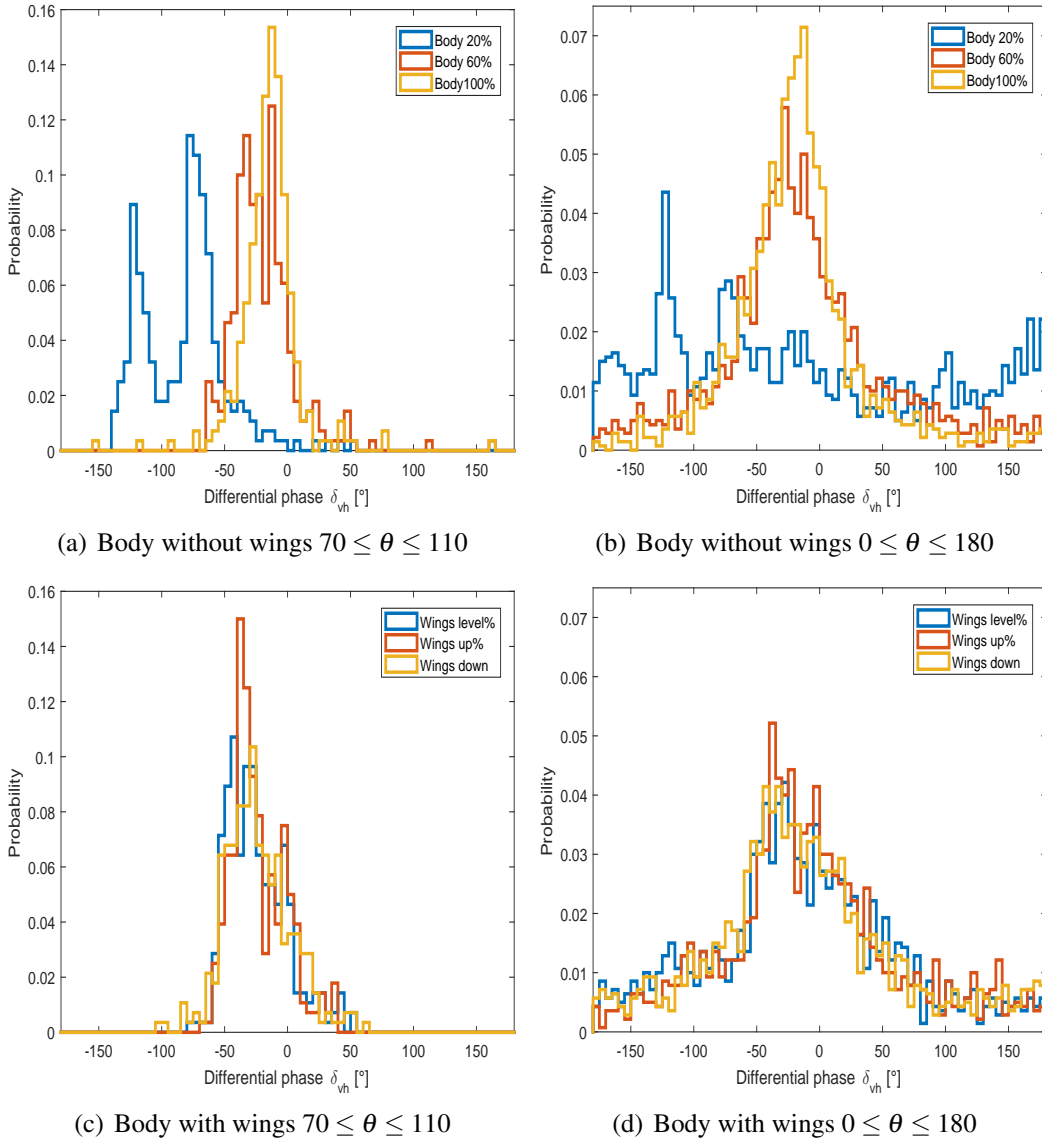 0.16
0.14
0.12
0.1
0.08
0.06
0.04
0.02
0
Probability
-150 -100 -50 0 50 100 150
Differential phase δvh [°]
Body 20%
Body 60%
Body100%
(a) Body without wings 70 ≤ θ ≤ 110
0.07
0.06
0.05
0.04
0.03
0.02
0.01
0
Probability
-150 -100 -50 0 50 100 150
Differential phase δvh [°]
Body 20%
Body 60%
Body100%
(b) Body without wings 0 ≤ θ ≤ 180
0.16
0.14
0.12
0.1
0.08
0.06
0.04
0.02
0
Probability
-150 -100 -50 0 50 100 150
Differential phase δvh [°]
Wings level%
Wings up%
Wings down
(c) Body with wings 70 ≤ θ ≤ 110
0.07
0.06
0.05
0.04
0.03
0.02
0.01
0
Probability
-150 -100 -50 0 50 100 150
Differential phase δvh [°]
Wings level%
Wings up%
Wings down
(d) Body with wings 0 ≤ θ ≤ 180